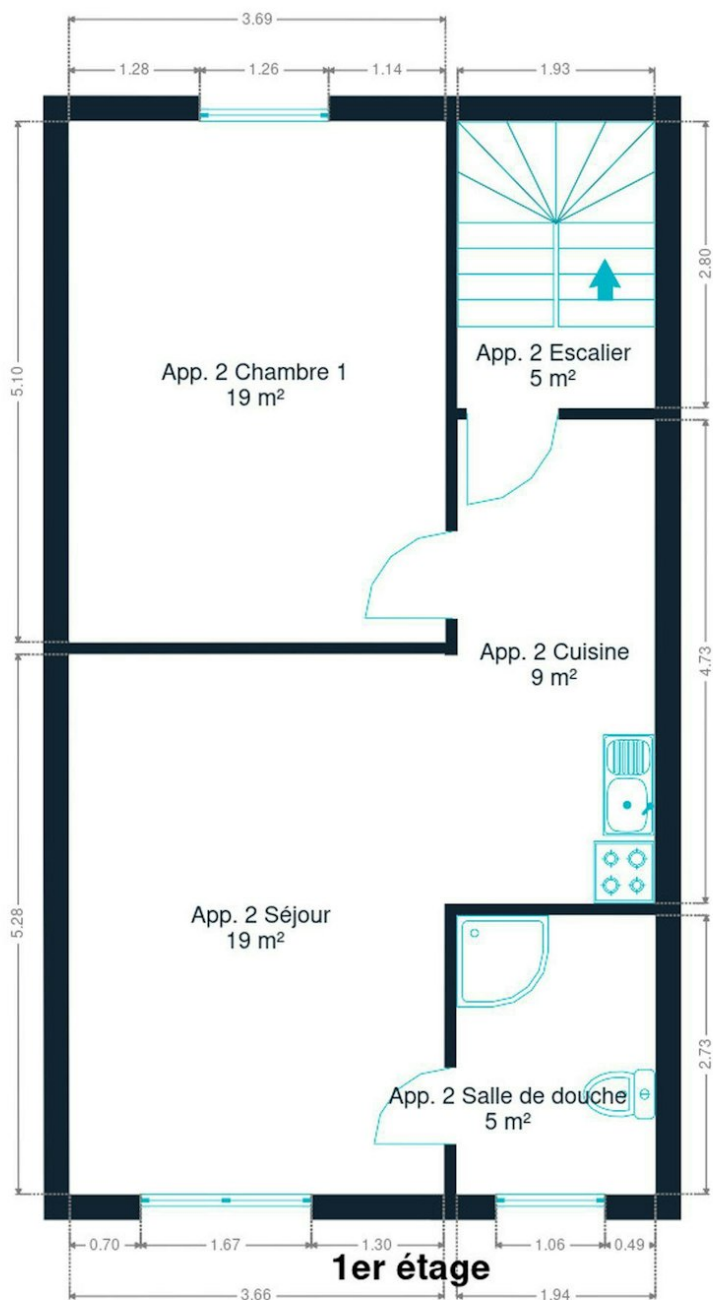 3.69
1.28 1.26 1.14 1.93
5.10
2.80
App. 2 Escalier
5 m²
App. 2 Chambre 1
19 m²
App. 2 Cuisine
9 m²
4.73
5.28
App. 2 Séjour
19 m²
2.73
App. 2 Salle de douche
5 m²
0.70 1.67 1.30 1.06 0.49
1er étage
3.66 1.94